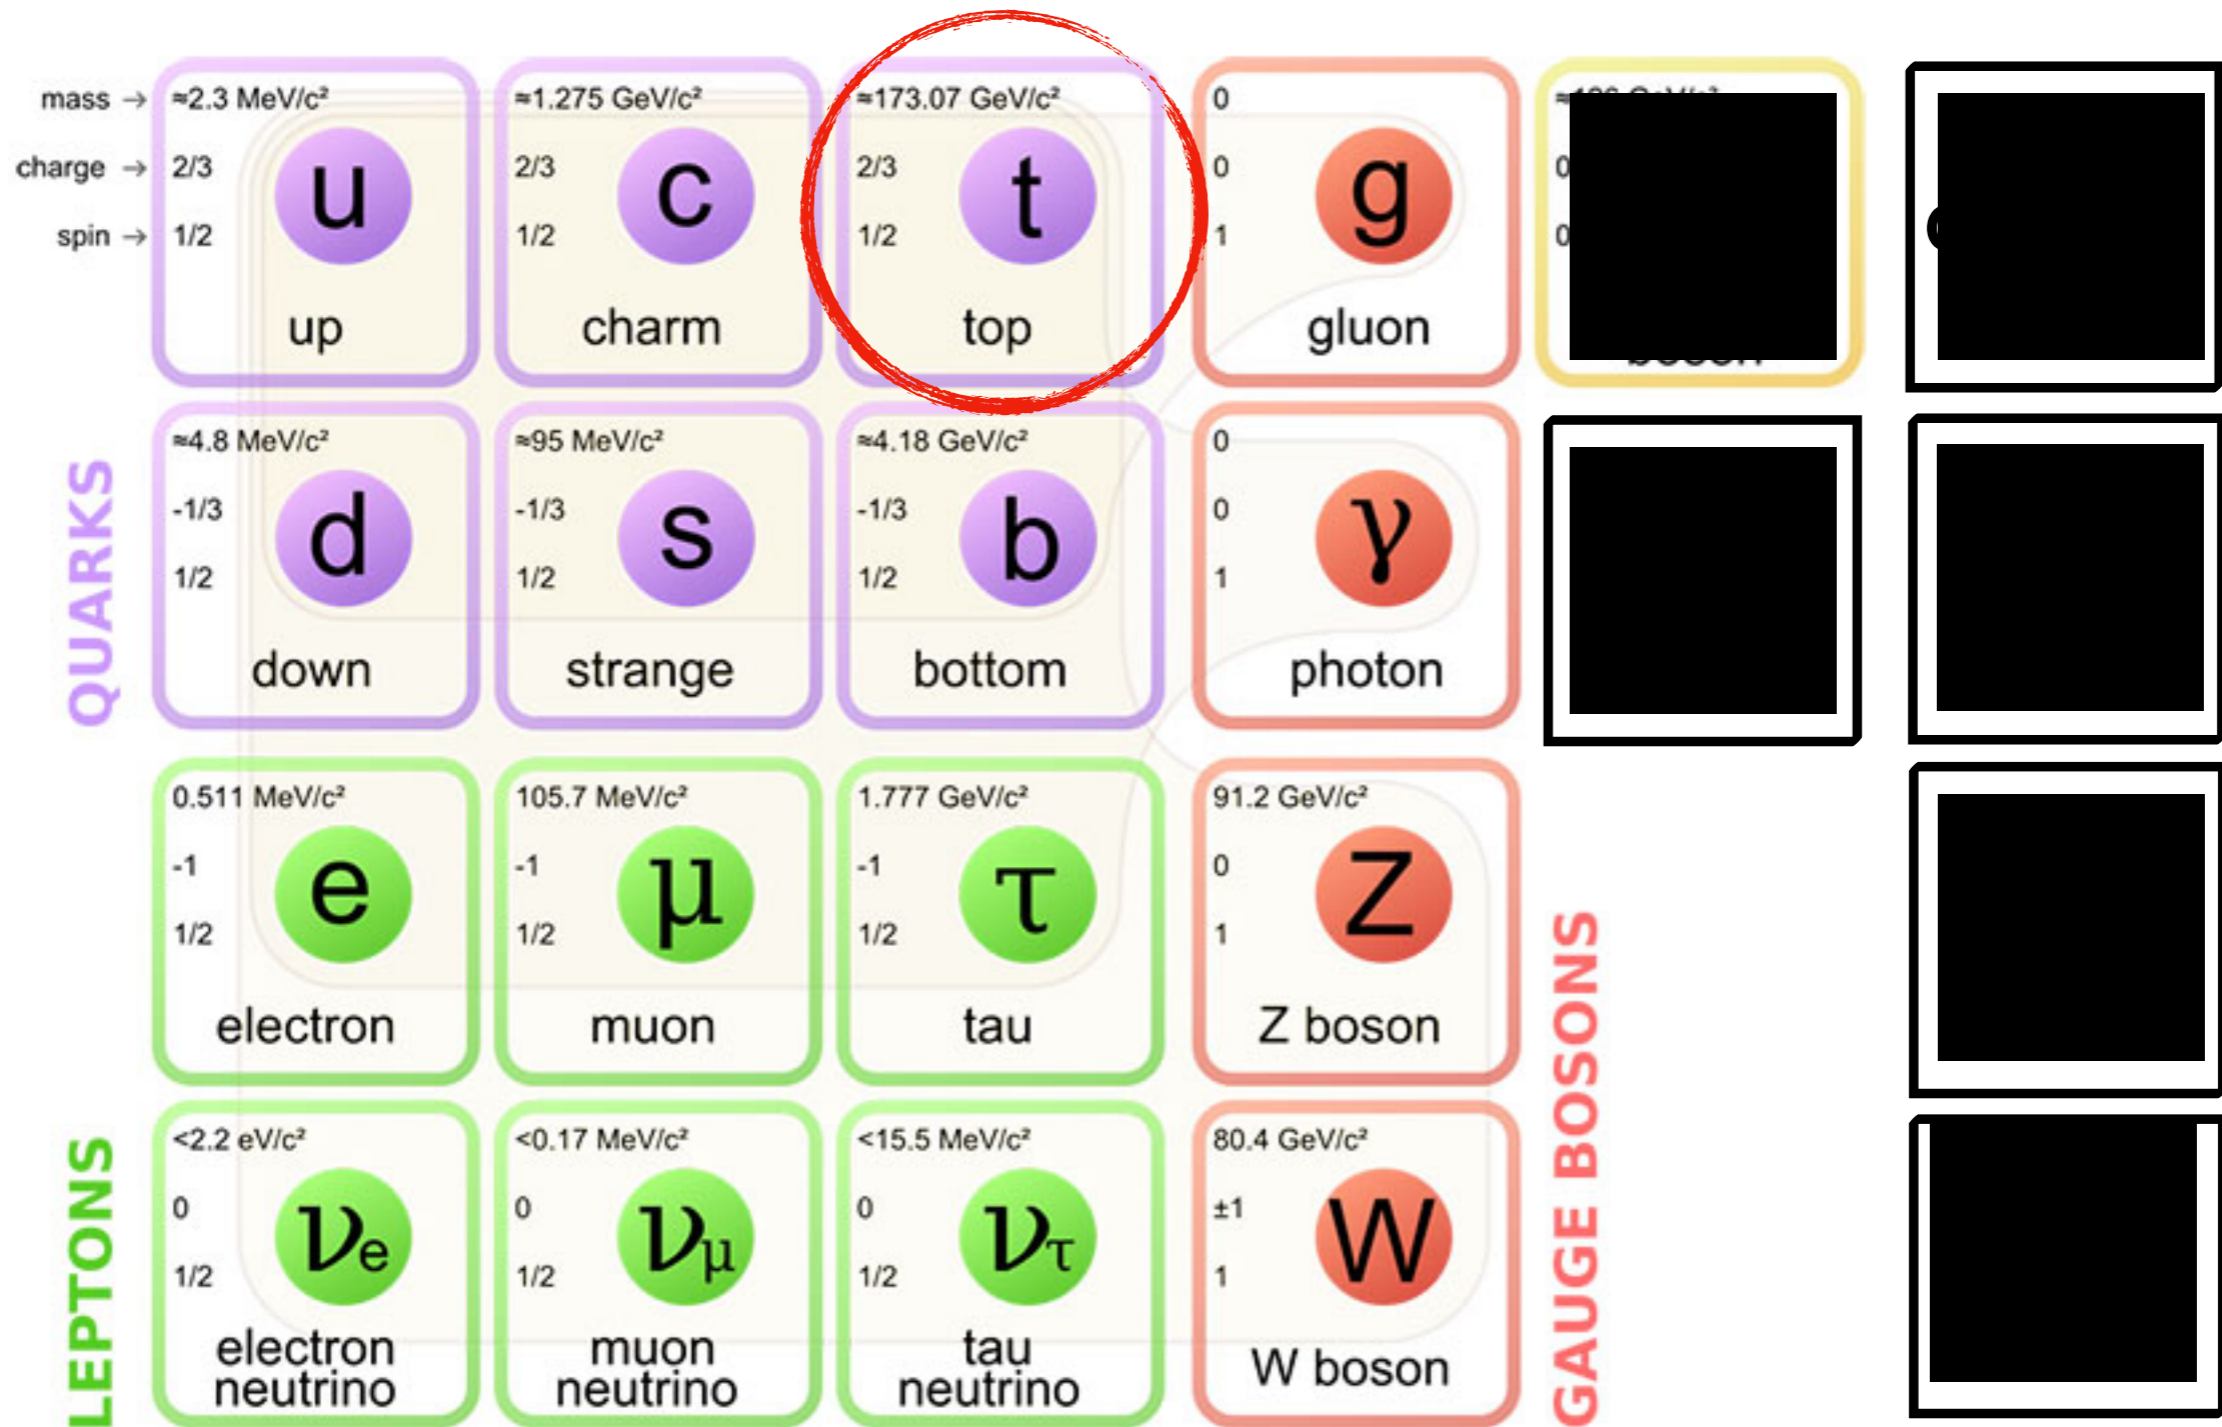 mass →
charge →
spin →
≈2.3 MeV/c²
2/3
1/2
u
up
≈1.275 GeV/c²
2/3
1/2
c
charm
≈173.07 GeV/c²
2/3
1/2
t
top
0
0
1
g
gluon
0
0
boson
QUARKS
≈4.8 MeV/c²
-1/3
1/2
d
down
≈95 MeV/c²
-1/3
1/2
s
strange
≈4.18 GeV/c²
-1/3
1/2
b
bottom
0
0
1
γ
photon
0.511 MeV/c²
-1
1/2
e
electron
105.7 MeV/c²
-1
1/2
μ
muon
1.777 GeV/c²
-1
1/2
τ
tau
91.2 GeV/c²
0
1
Z
Z boson
GAUGE BOSONS
LEPTONS
<2.2 eV/c²
0
1/2
νe
electron
neutrino
<0.17 MeV/c²
0
1/2
νμ
muon
neutrino
<15.5 MeV/c²
0
1/2
ντ
tau
neutrino
80.4 GeV/c²
±1
1
W
W boson